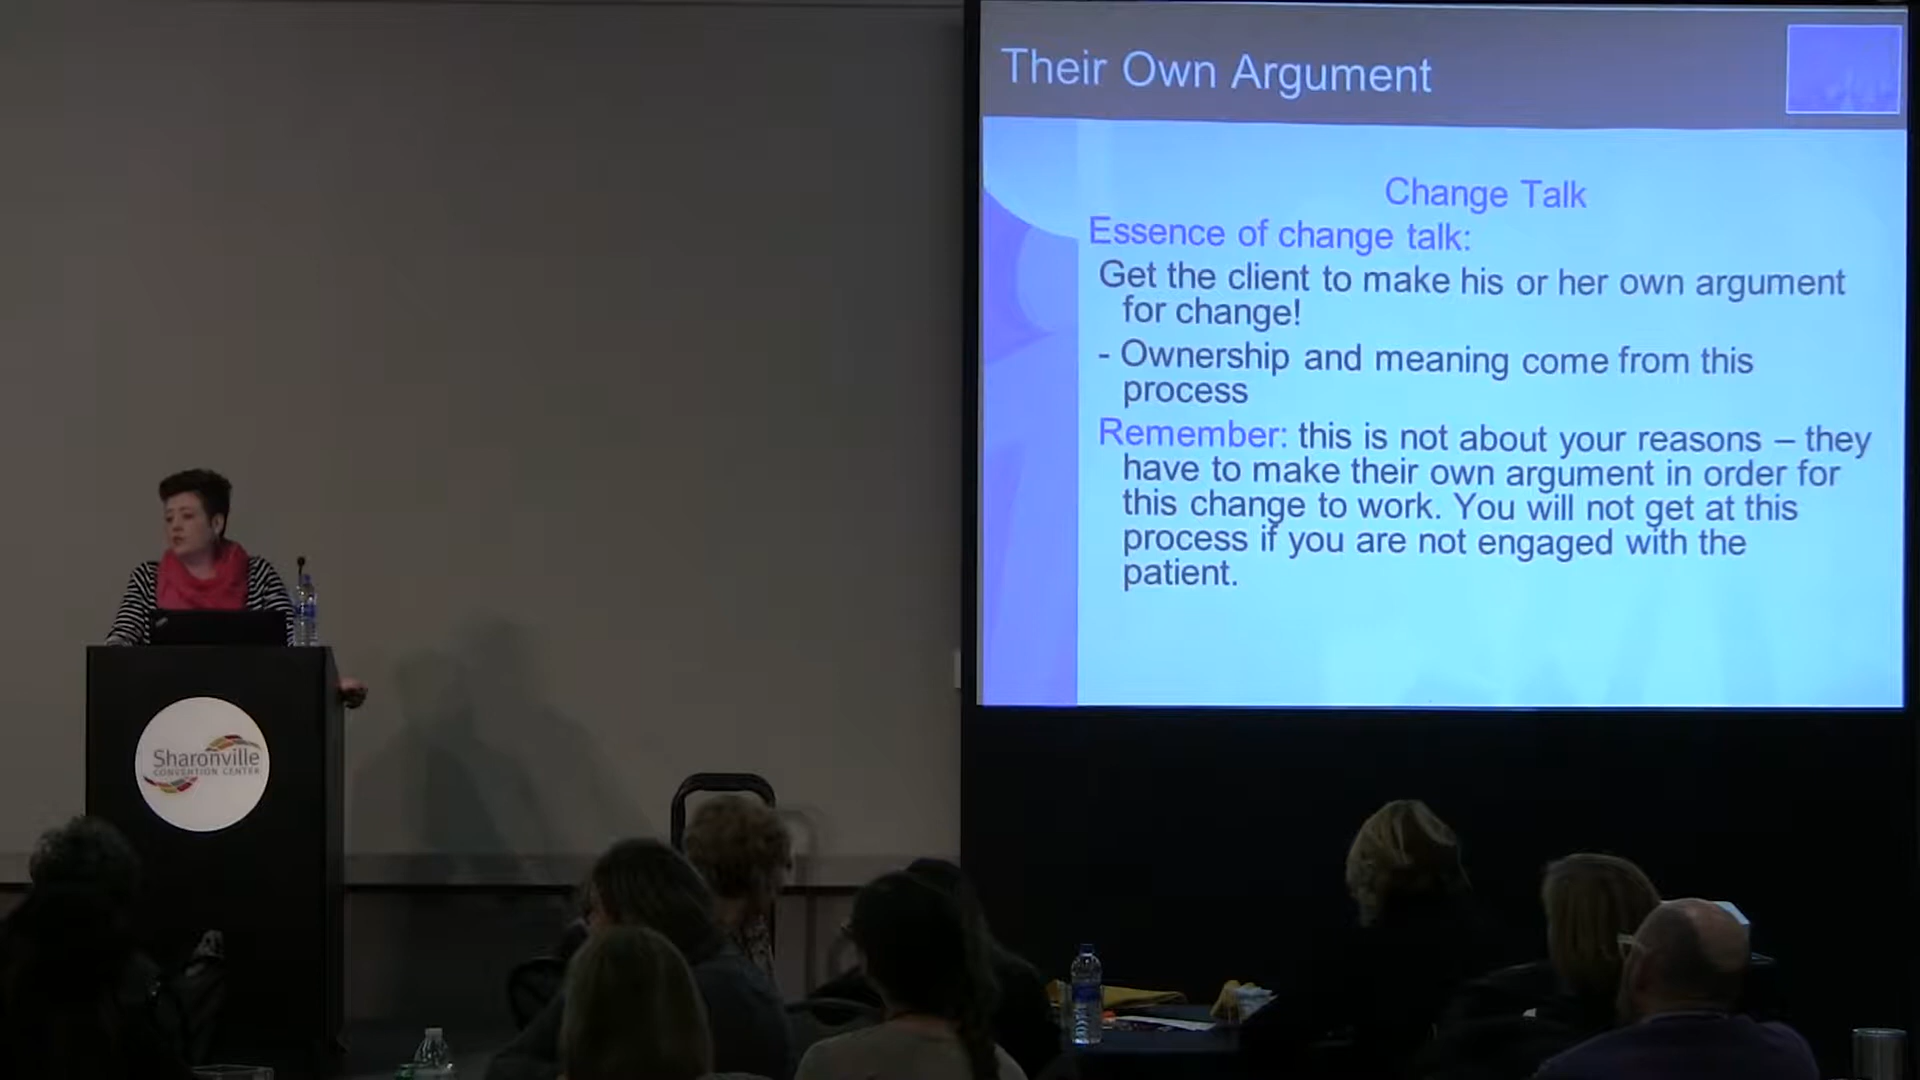 Their Own Argument
Change Talk
Essence of change talk:
Get the client to make his or her own argument
for change!
- Ownership and meaning come from this
process
Remember: this is not about your reasons – they
have to make their own argument in order for
this change to work. You will not get at this
process if you are not engaged with the
patient.
Sharonville
CONVENTION CENTER